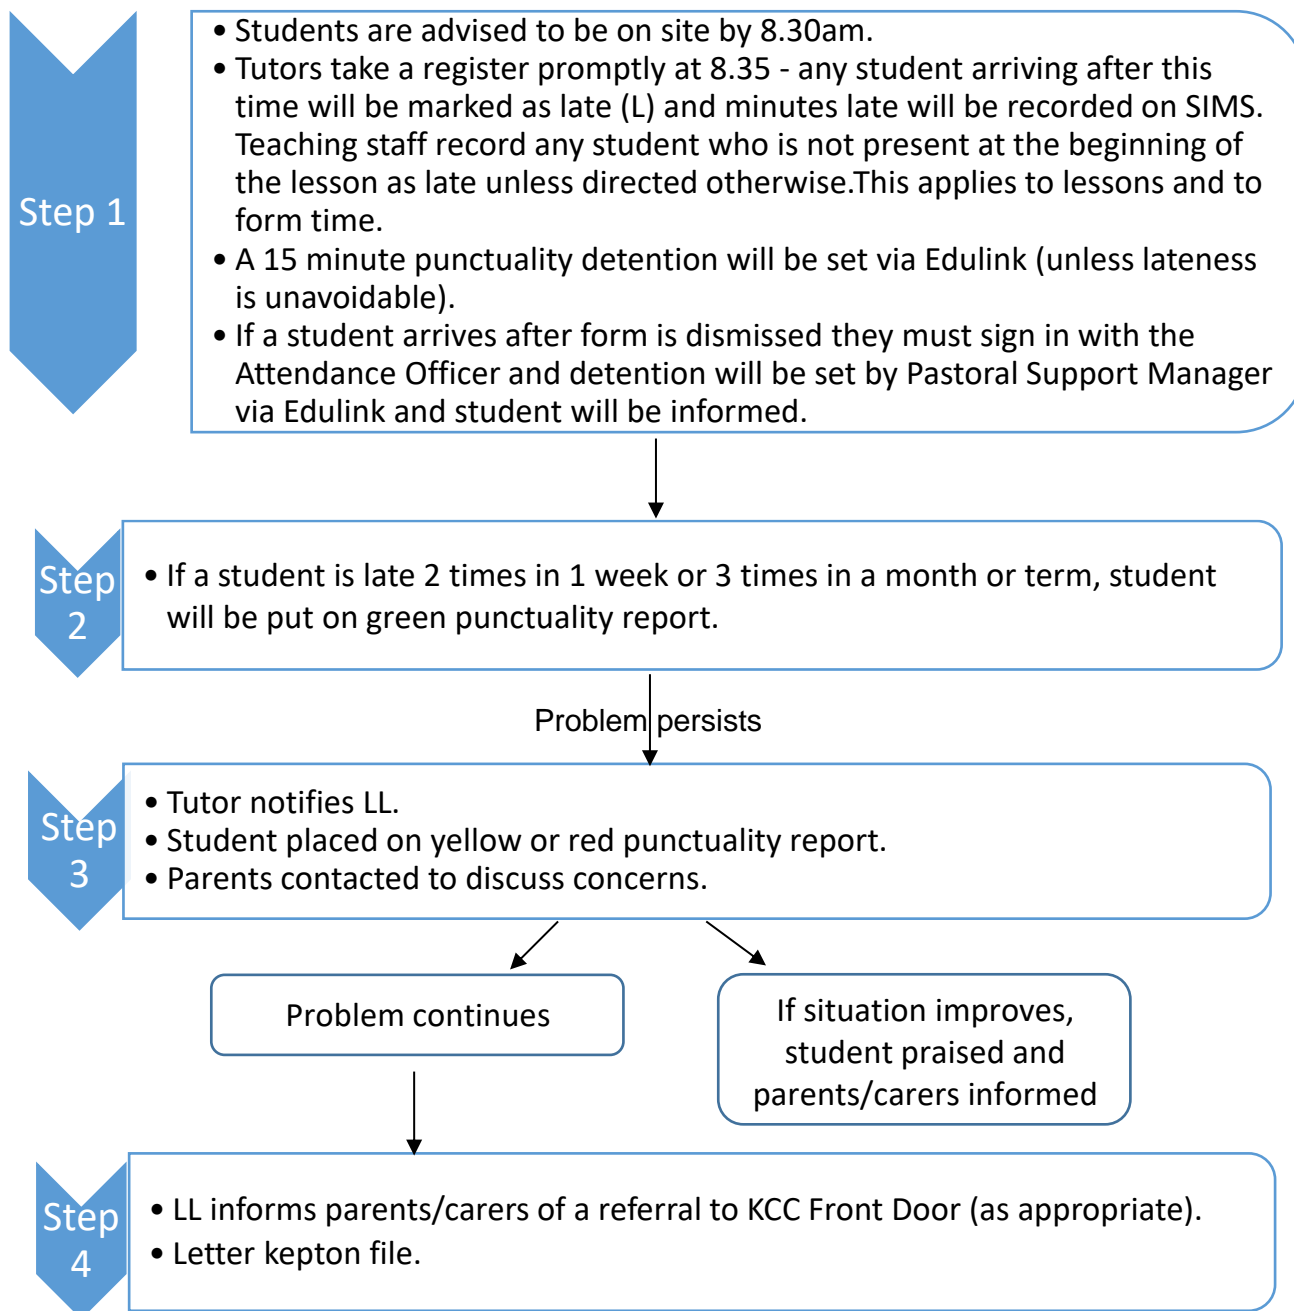 Step 1
• Students are advised to be on site by 8.30am.
• Tutors take a register promptly at 8.35 - any student arriving after this
time will be marked as late (L) and minutes late will be recorded on SIMS.
Teaching staff record any student who is not present at the beginning of
the lesson as late unless directed otherwise.This applies to lessons and to
form time.
• A 15 minute punctuality detention will be set via Edulink (unless lateness
is unavoidable).
• If a student arrives after form is dismissed they must sign in with the
Attendance Officer and detention will be set by Pastoral Support Manager
via Edulink and student will be informed.
Step
2
• If a student is late 2 times in 1 week or 3 times in a month or term, student
will be put on green punctuality report.
Problem persists
Step
3
• Tutor notifies LL.
• Student placed on yellow or red punctuality report.
• Parents contacted to discuss concerns.
Problem continues
If situation improves,
student praised and
parents/carers informed
Step
4
• LL informs parents/carers of a referral to KCC Front Door (as appropriate).
• Letter kepton file.